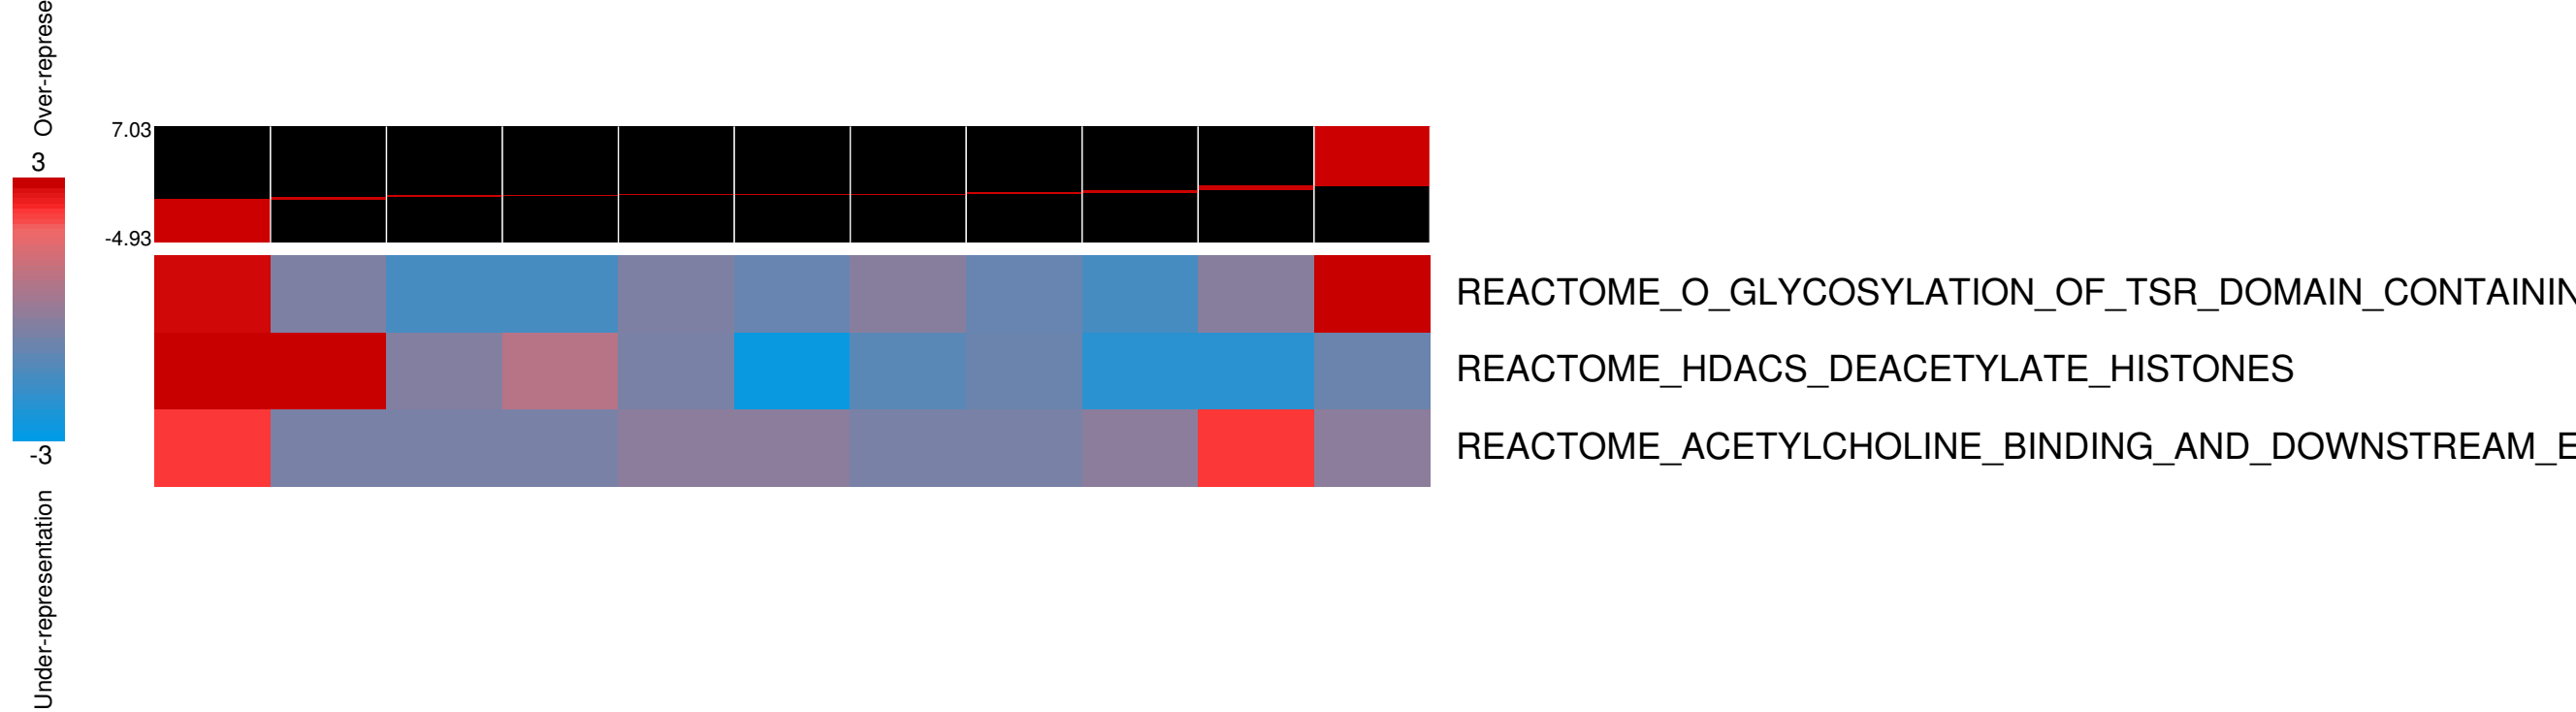 Over-represe
7.03
3
-4.93
REACTOME_O_GLYCOSYLATION_OF_TSR_DOMAIN_CONTAININ
REACTOME_HDACS_DEACETYLATE_HISTONES
REACTOME_ACETYLCHOLINE_BINDING_AND_DOWNSTREAM_E
-3
Under-representation